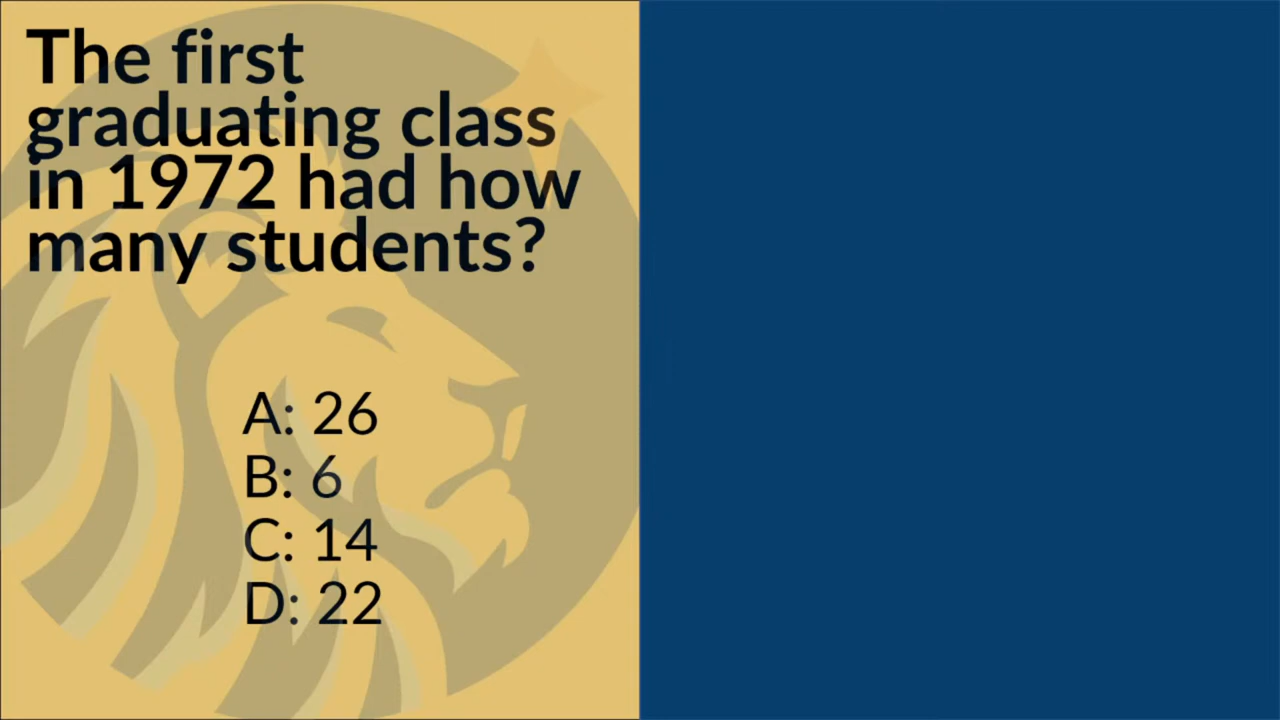 The first
graduating class
in 1972 had how
many students?
A: 26
B: 6
C: 14
D: 22